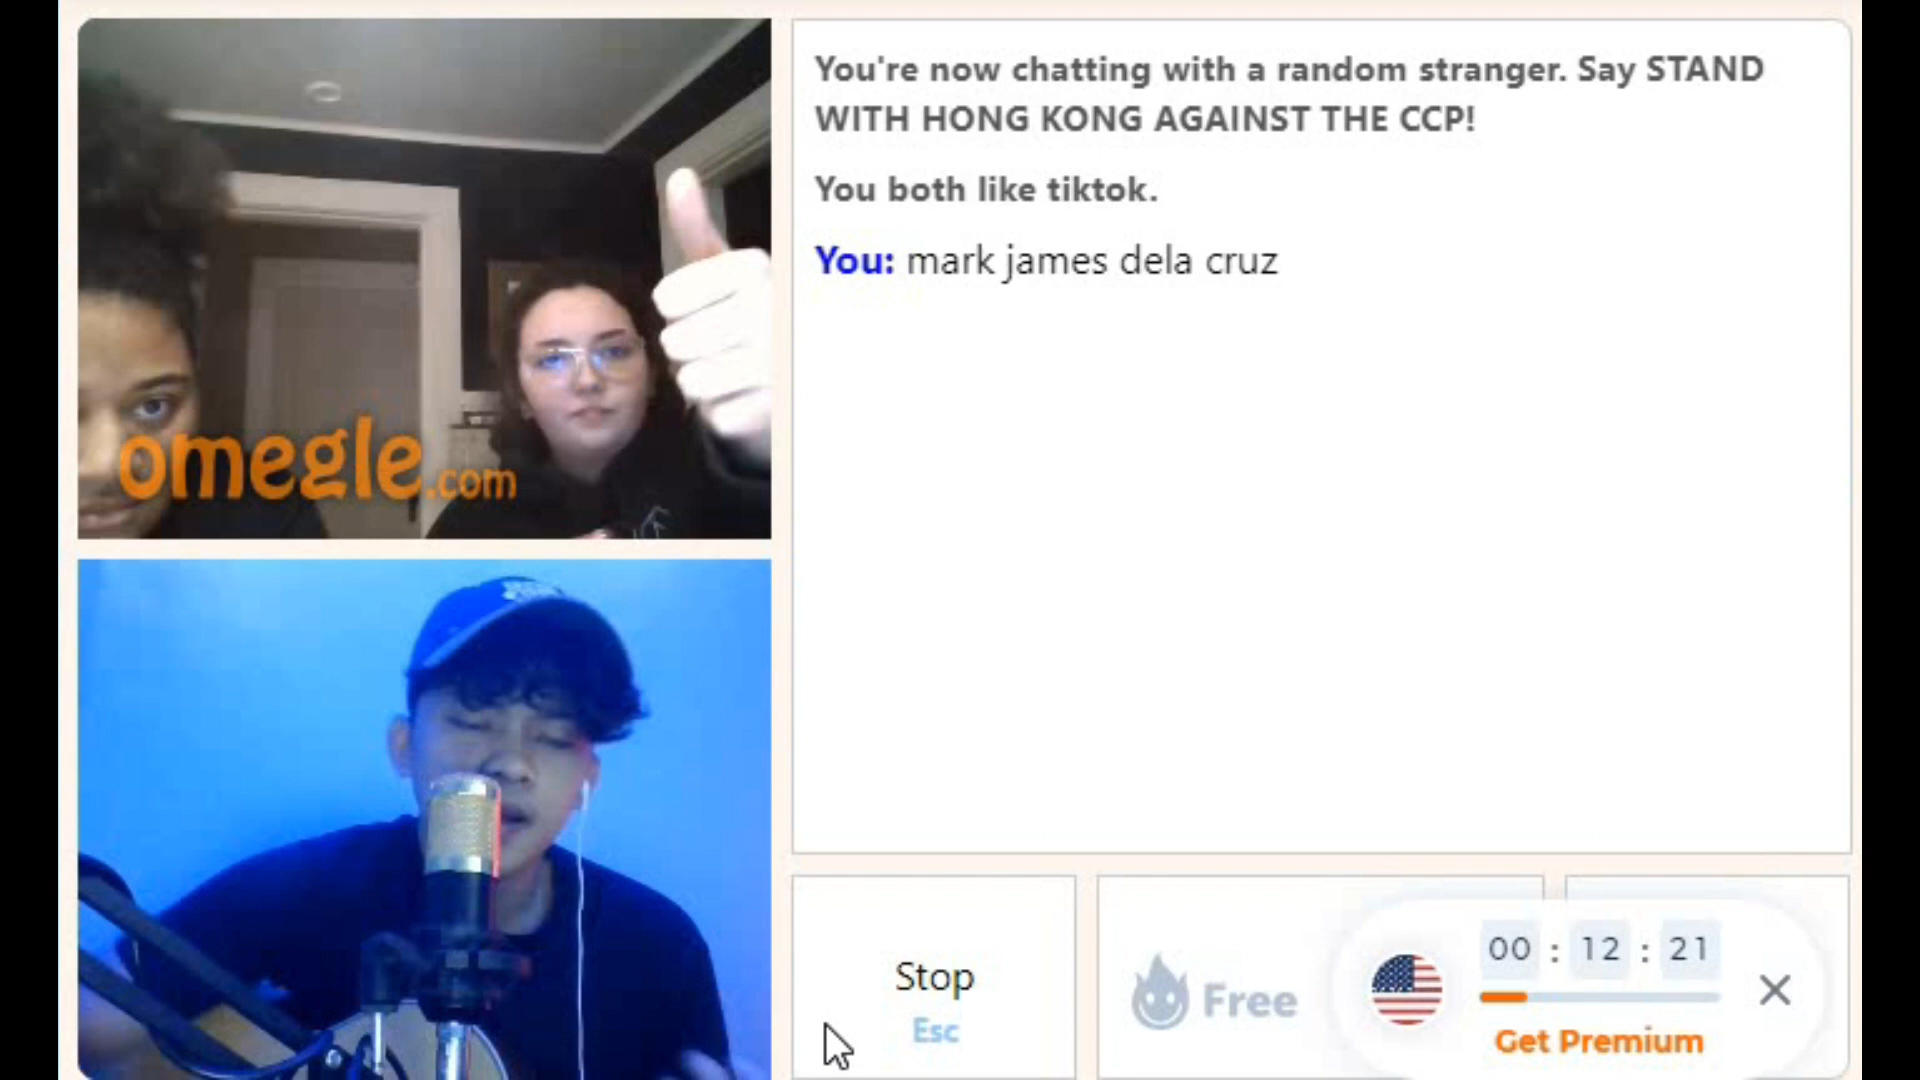 You're now chatting with a random stranger. Say STAND
WITH HONG KONG AGAINST THE CCP!
You both like tiktok.
You: mark james dela cruz
omegle.com
Stop
Esc
Free
00 : 12 : 21
Get Premium